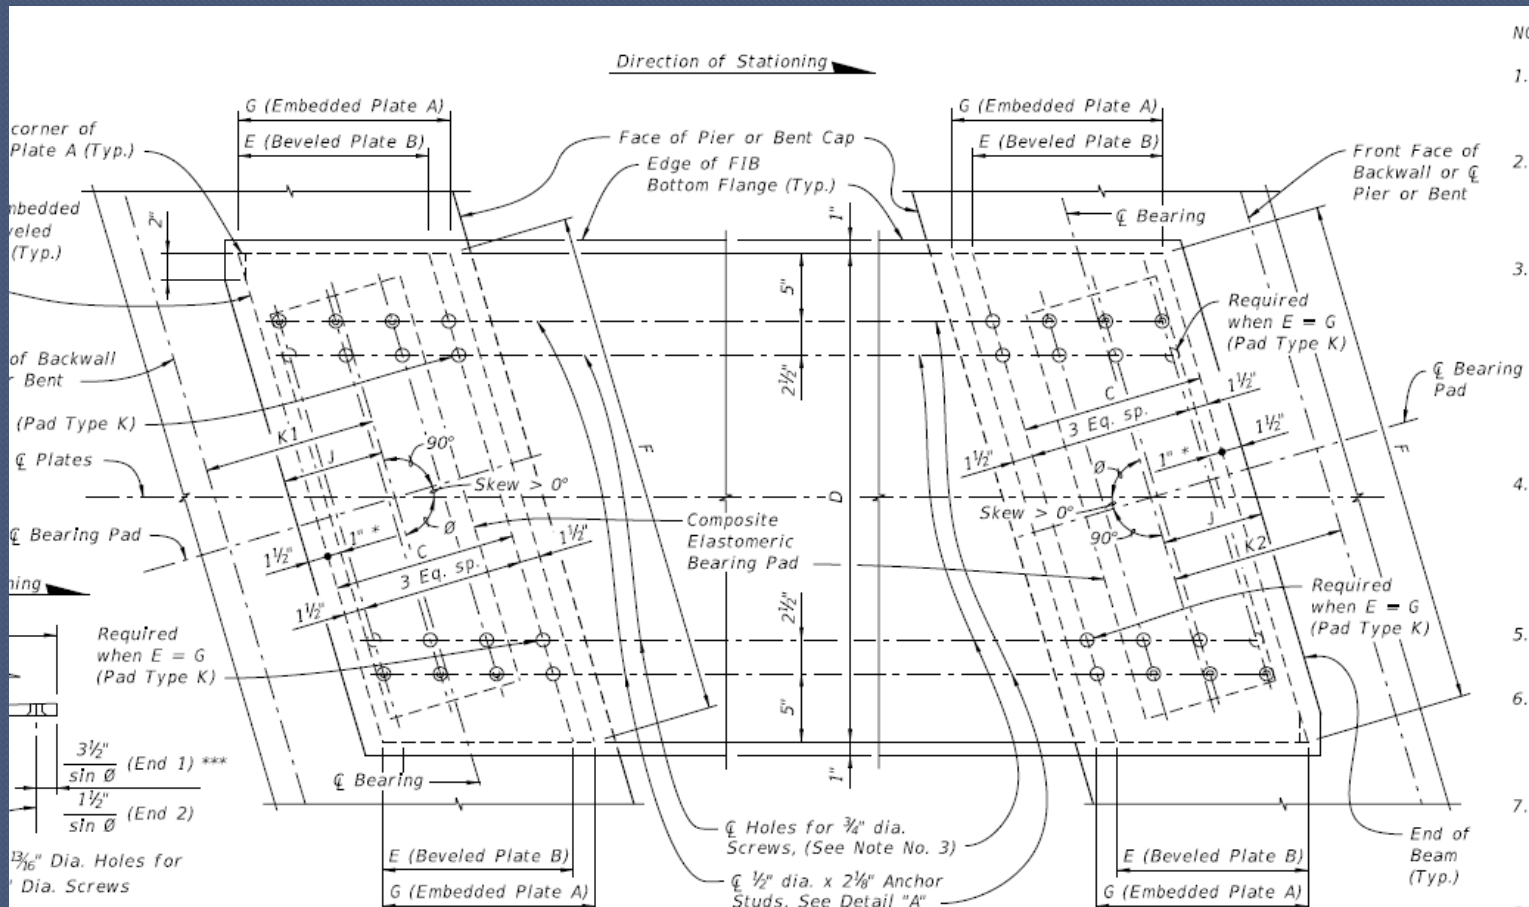 Direction of Stationing
NO
1.
G (Embedded Plate A)
G (Embedded Plate A)
corner of
Plate A (Typ.)
E (Beveled Plate B)
E (Beveled Plate B)
Face of Pier or Bent Cap
Edge of FIB
Bottom Flange (Typ.)
Front Face of
Backwall or ℄
Pier or Bent
2.
mbedded
veled
(Typ.)
2"
1"
℄ Bearing
3.
5"
Required
when E = G
(Pad Type K)
of Backwall
r Bent
2½"
℄ Bearing
Pad
(Pad Type K)
K1
J
90°
F
C
3 Eq. sp.
1½"
1½"
1½"
1" *
F
℄ Plates
Skew > 0°
Ø
D
Ø
Skew > 0°
4.
℄ Bearing Pad
1½"
1" *
C
3 Eq. sp.
1½"
1½"
Composite
Elastomeric
Bearing Pad
90°
J
K2
ning
Required
when E = G
(Pad Type K)
2½"
Required
when E = G
(Pad Type K)
5.
5"
6.
3½"
sin Ø
(End 1) ***
1½"
sin Ø
(End 2)
℄ Bearing
1"
7.
13/16" Dia. Holes for
" Dia. Screws
E (Beveled Plate B)
G (Embedded Plate A)
℄ Holes for ¾" dia.
Screws, (See Note No. 3)
℄ ½" dia. x 2⅛" Anchor
Studs. See Detail "A"
E (Beveled Plate B)
G (Embedded Plate A)
End of
Beam
(Typ.)